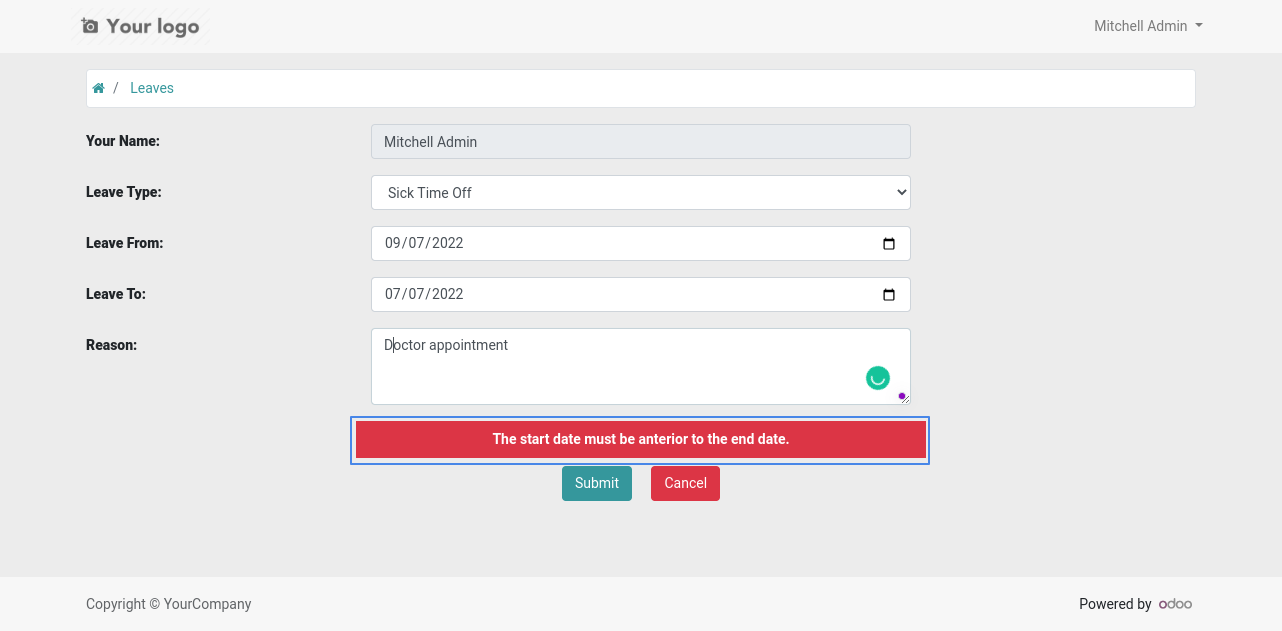 Your logo
Mitchell Admin
/ Leaves
Your Name: Mitchell Admin
Leave Type: Sick Time Off
Leave From: 09/07/2022
Leave To: 07/07/2022
Reason: Doctor appointment
The start date must be anterior to the end date.
Submit Cancel
Copyright © YourCompany
Powered by odoo